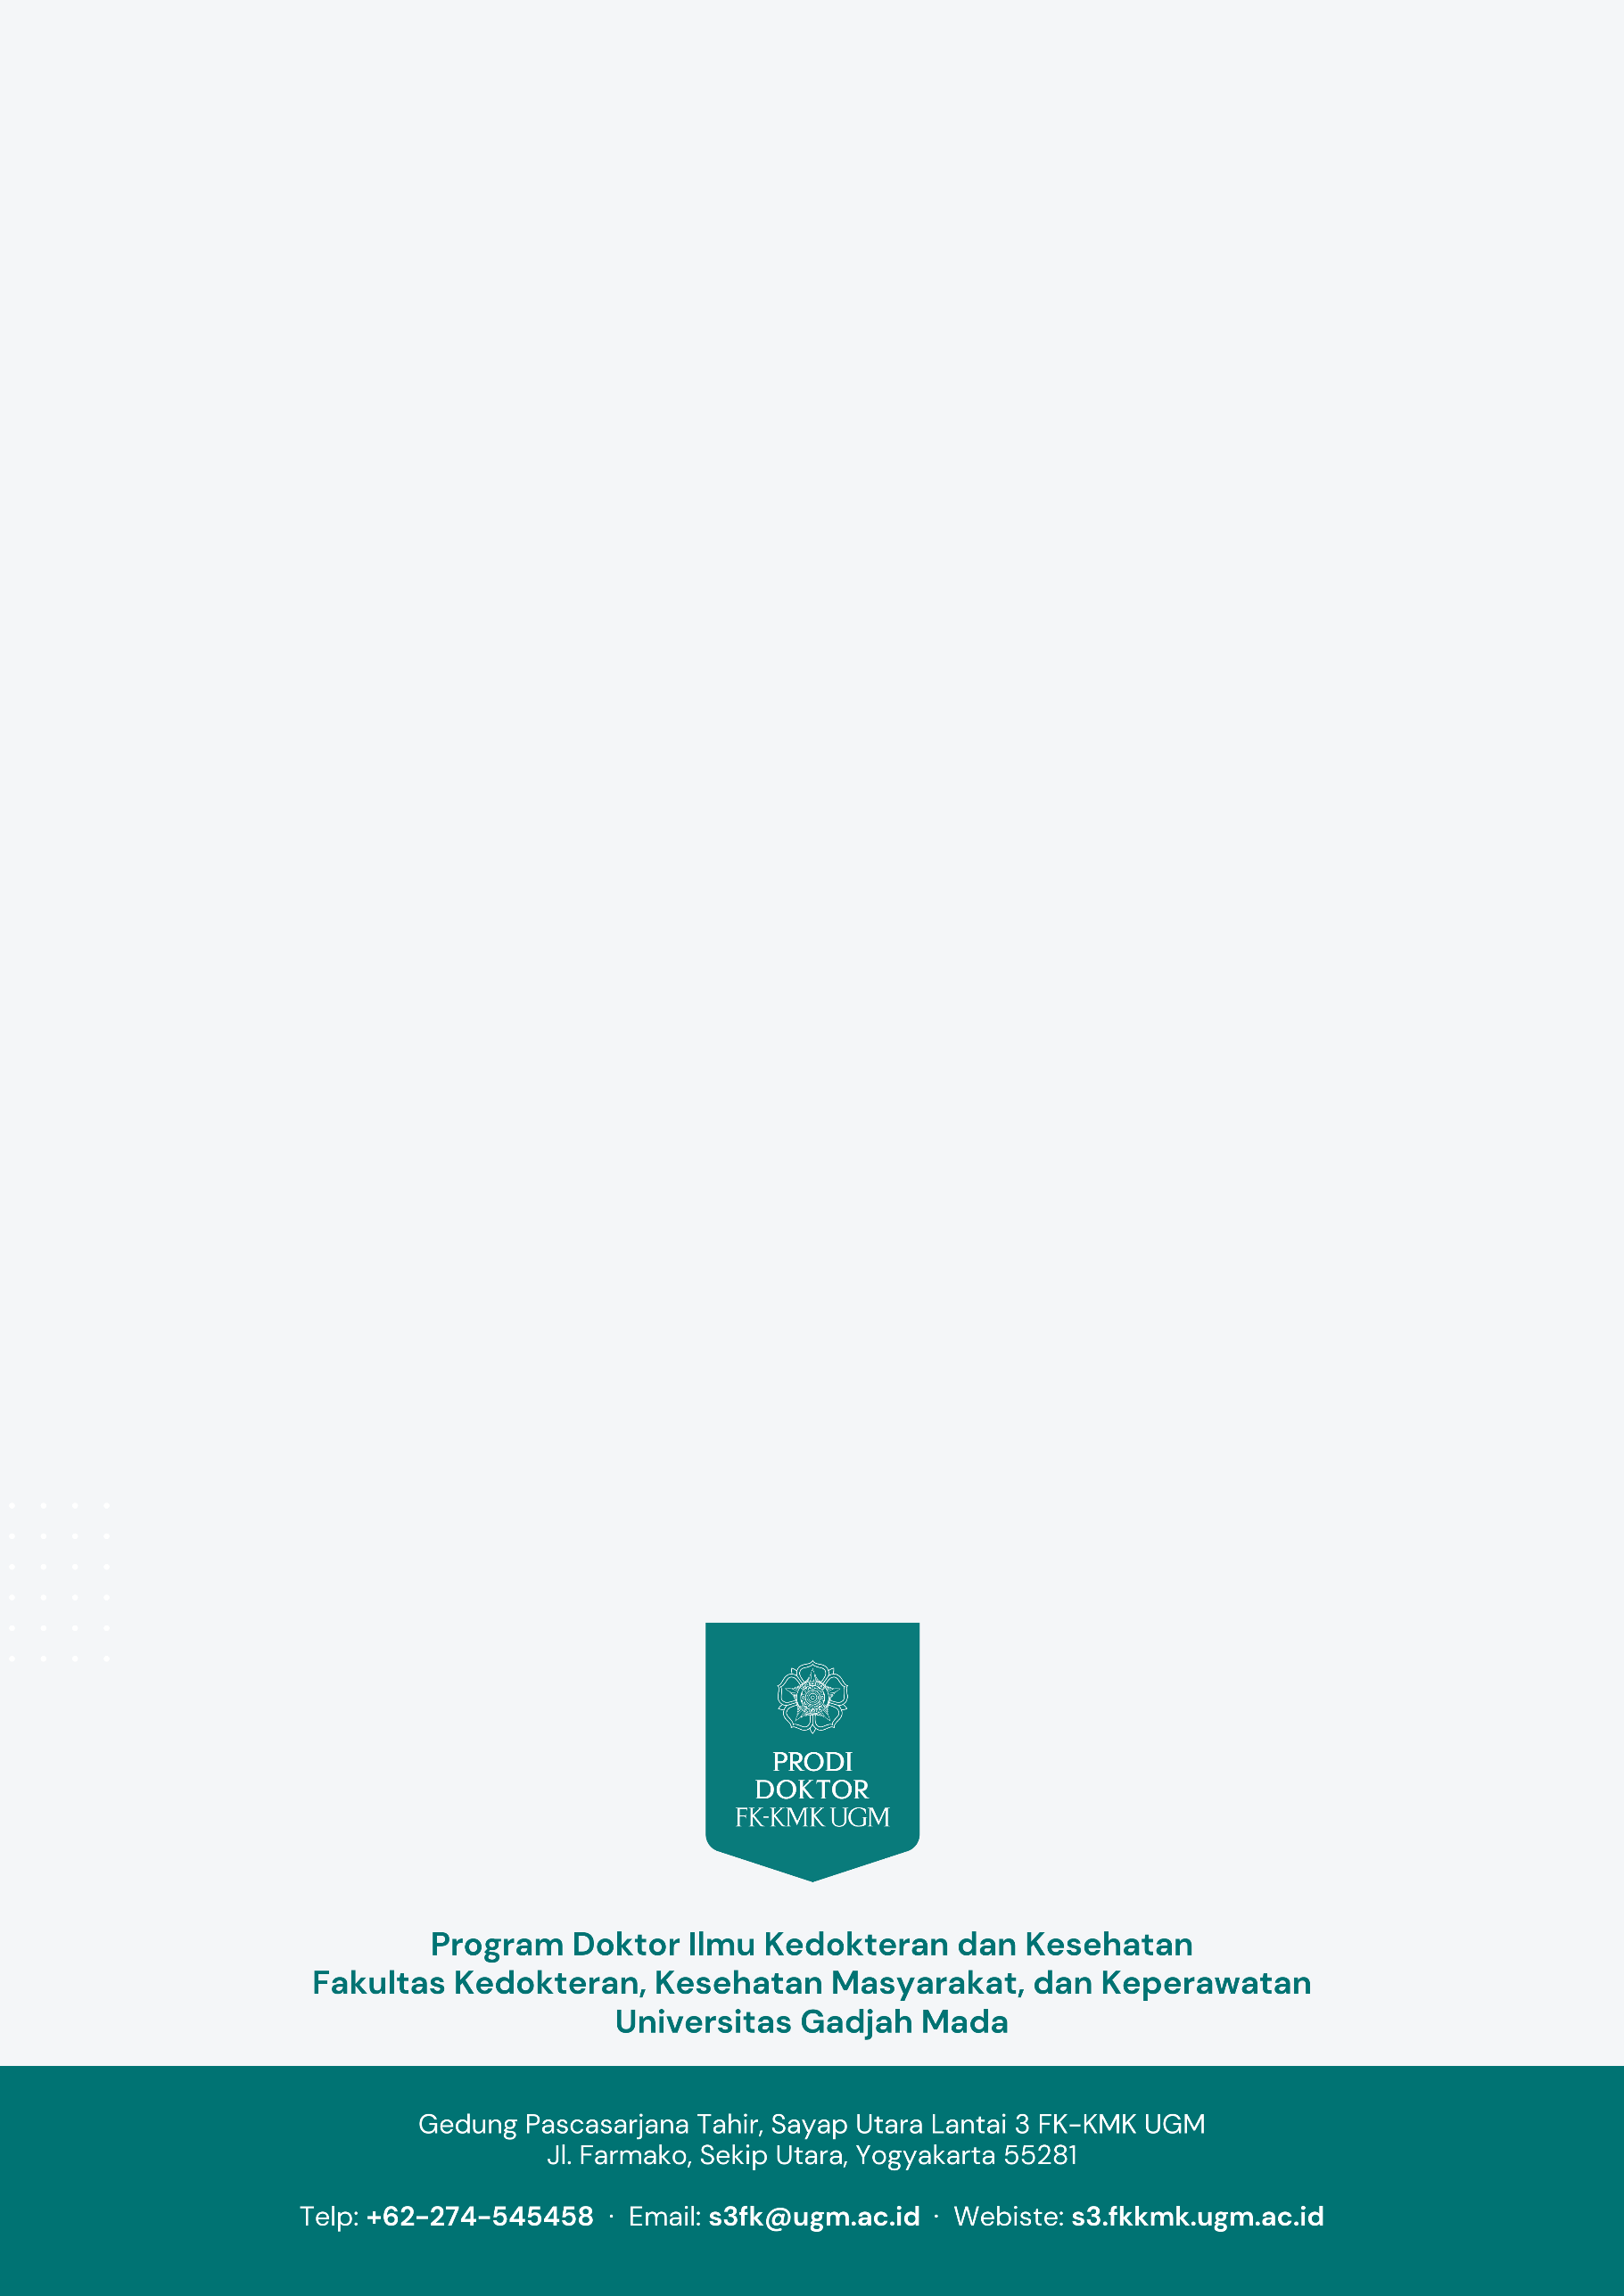 PRODI
DOKTOR
FK-KMK UGM
Program Doktor Ilmu Kedokteran dan Kesehatan
Fakultas Kedokteran, Kesehatan Masyarakat, dan Keperawatan
Universitas Gadjah Mada
Gedung Pascasarjana Tahir, Sayap Utara Lantai 3 FK-KMK UGM
Jl. Farmako, Sekip Utara, Yogyakarta 55281
Telp: +62-274-545458 · Email: s3fk@ugm.ac.id · Webiste: s3.fkkmk.ugm.ac.id